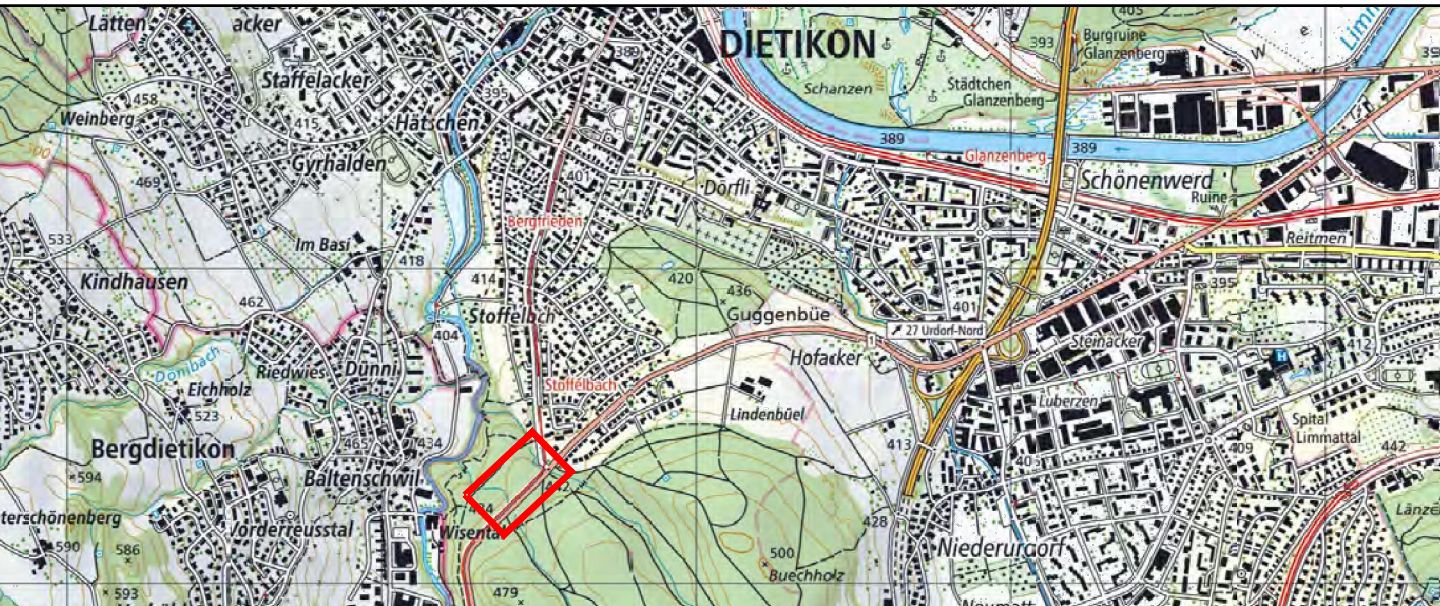 Lätten
acker
DIETIKON
405
393
Burgruine
Glanzenberg
389
Staffelacker
Schanzen
Städtchen
Glanzenberg
458
395
Weinberg
415
Hätschen
389
389
Glanzenberg
Gyrhalden
401
Dörfli
Schönenwerd
Ruine
469
Bergfrieden
533
Im Basi
418
Reitmen
Kindhausen
414
420
436
395
462
Guggenbüe
401
Stoffelbach
27 Urdorf-Nord
404
1
Steinacker
H
412
Dönibach
Riedwies
Dünni
Hofacker
Eichholz
Stoffelbach
Luberzen
523
Lindenbüel
Spital
Limmattal
465
434
413
409
442
Bergdietikon
594
Baltenschwil
428
Vorderreusstal
Wisental
590
586
Niederurdorf
500
Buechholz
593
479